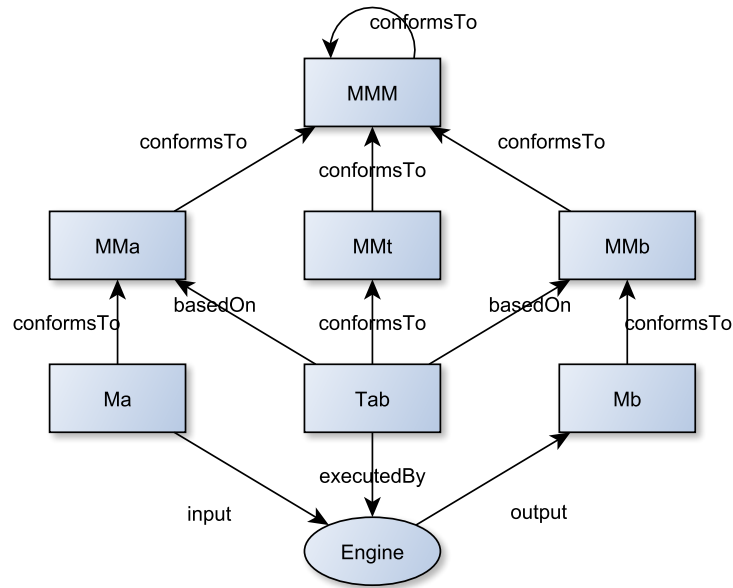 conformsTo
MMM
conformsTo
conformsTo
conformsTo
MMa
MMt
MMb
basedOn
basedOn
conformsTo
conformsTo
conformsTo
Ma
Tab
Mb
executedBy
input
output
Engine